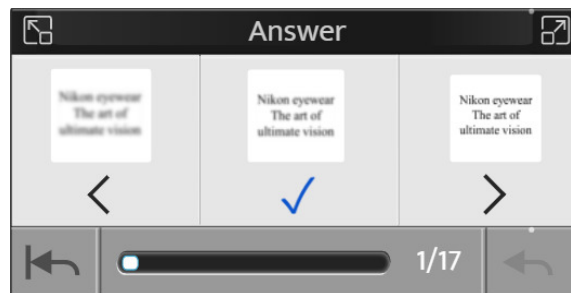 Answer
Nikon eyewear
The art of
ultimate vision
Nikon eyewear
The art of
ultimate vision
Nikon eyewear
The art of
ultimate vision
1/17